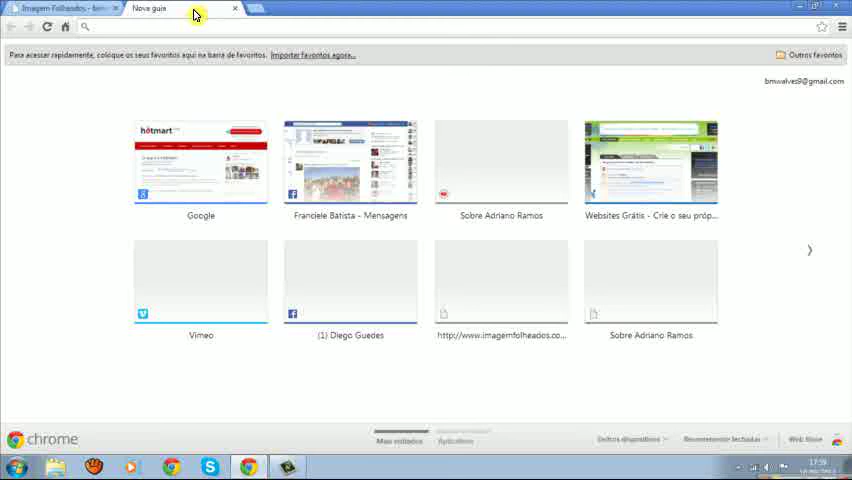 Imagem Folheados - bem
Nova guia
Para acessar rapidamente, coloque os seus favoritos aqui na barra de favoritos. Importar favoritos agora...
Outros favoritos
bmwalves9@gmail.com
hotmart
Google
Franciele Batista - Mensagens
Sobre Adriano Ramos
Websites Grátis - Crie o seu próp...
Vimeo
(1) Diego Guedes
http://www.imagemfolheados.co...
Sobre Adriano Ramos
chrome
Mais visitados
Aplicativos
Outros dispositivos
Recentemente fechadas
Web Store
17:59